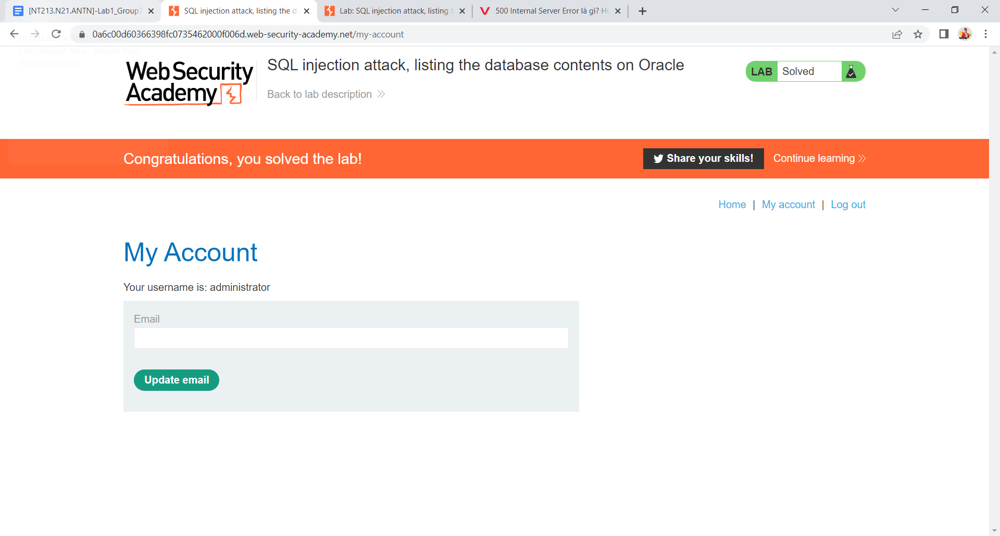 [NT213.N21.ANTN]-Lab1_Group7
SQL injection attack, listing the d
Lab: SQL injection attack, listing t
500 Internal Server Error là gì? Hu
0a6c00d60366398fc0735462000f006d.web-security-academy.net/my-account
Web Security
Academy
SQL injection attack, listing the database contents on Oracle
Back to lab description
LAB Solved
Congratulations, you solved the lab!
Share your skills!
Continue learning
Home | My account | Log out
My Account
Your username is: administrator
Email
Update email